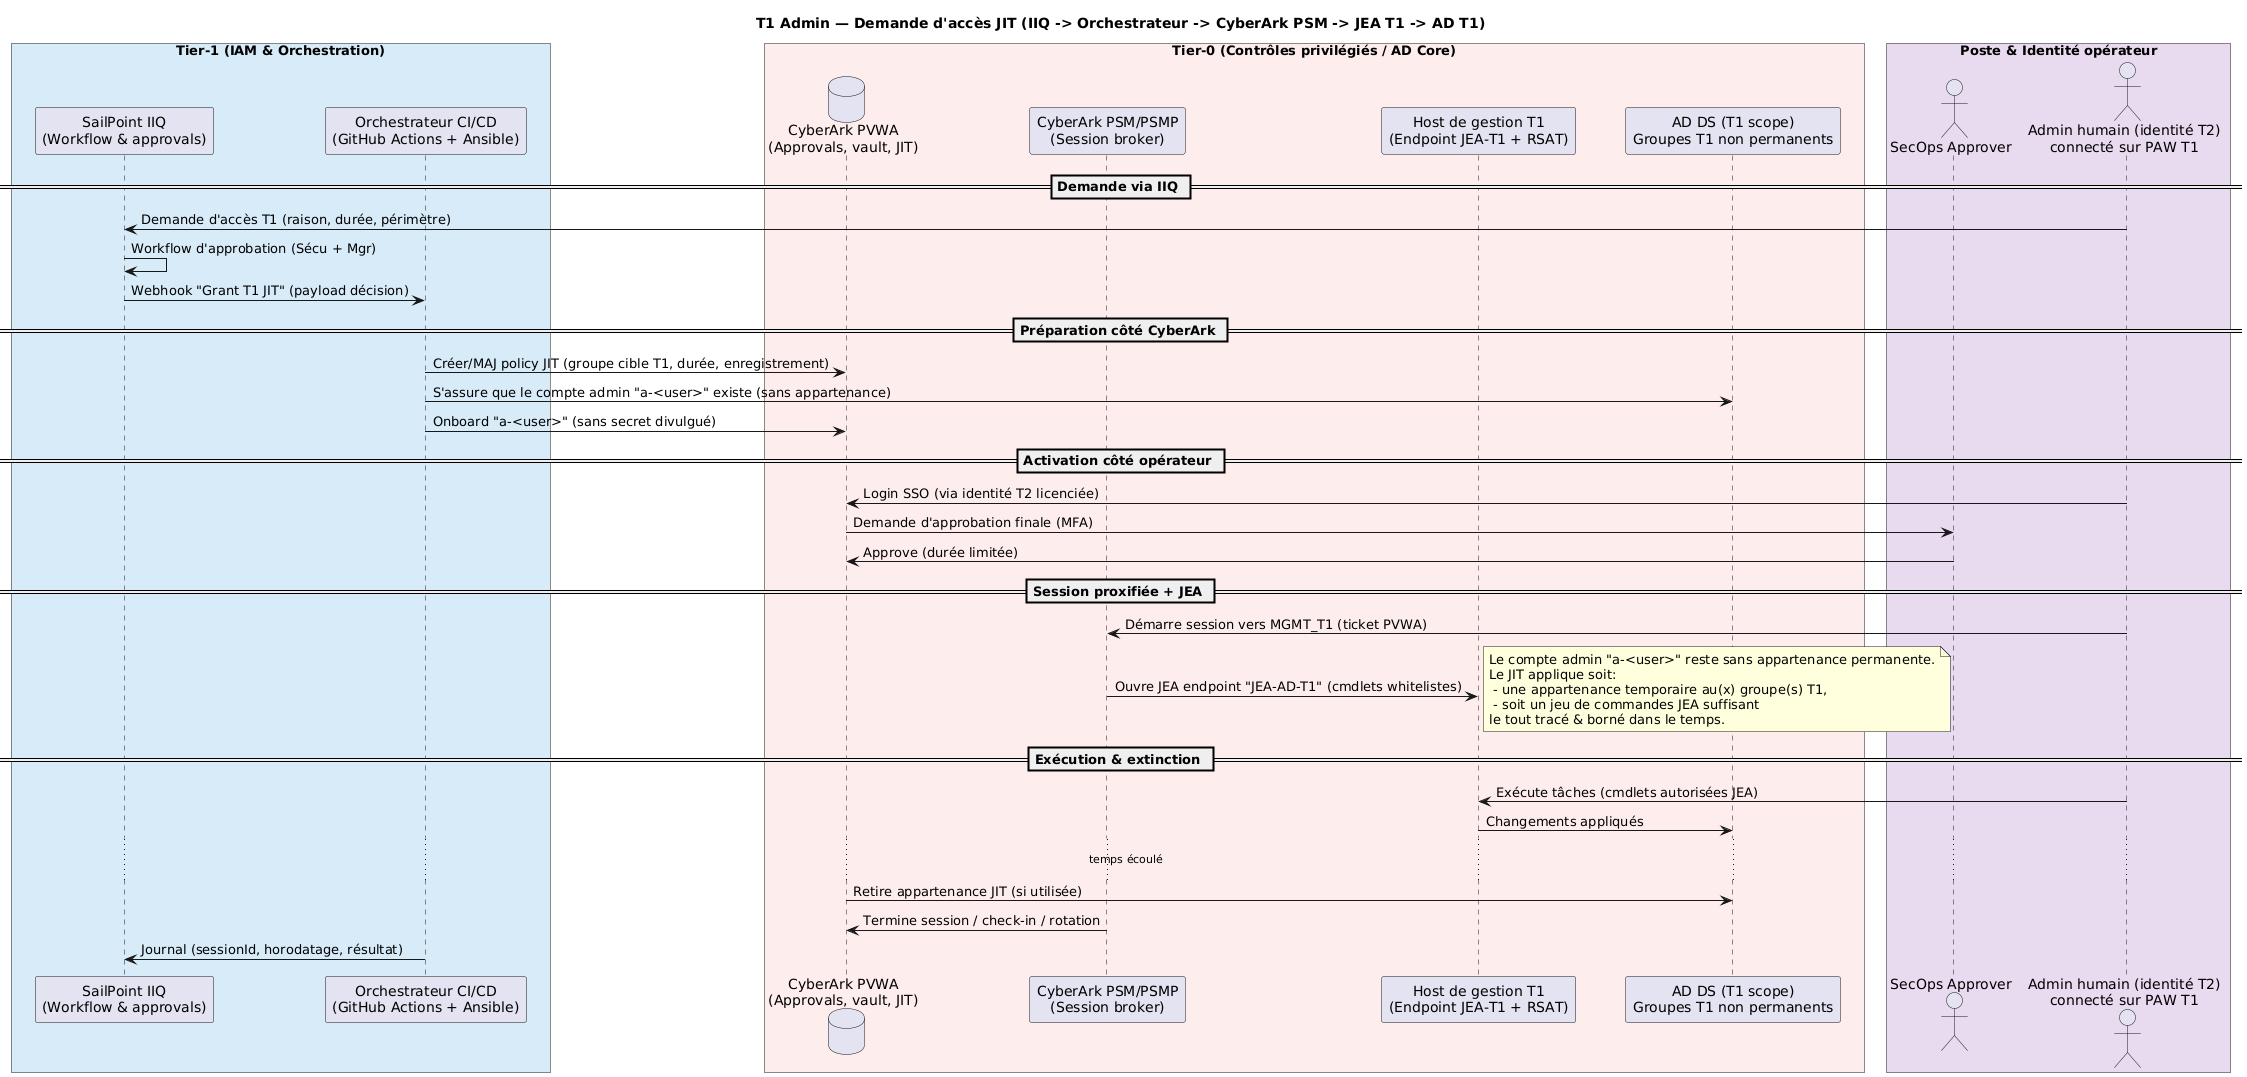 T1 Admin — Demande d'accès JIT (IIQ -> Orchestrateur -> CyberArk PSM -> JEA T1 -> AD T1)
Tier-1 (IAM & Orchestration)
Tier-0 (Contrôles privilégiés / AD Core)
Poste & Identité opérateur
SailPoint IIQ
(Workflow & approvals)
Orchestrateur CI/CD
(GitHub Actions + Ansible)
CyberArk PVWA
(Approvals, vault, JIT)
CyberArk PSM/PSMP
(Session broker)
Host de gestion T1
(Endpoint JEA-T1 + RSAT)
AD DS (T1 scope)
Groupes T1 non permanents
SecOps Approver
Admin humain (identité T2)
connecté sur PAW T1
Demande via IIQ
Demande d'accès T1 (raison, durée, périmètre)
Workflow d'approbation (Sécu + Mgr)
Webhook "Grant T1 JIT" (payload décision)
Préparation côté CyberArk
Créer/MAJ policy JIT (groupe cible T1, durée, enregistrement)
S'assure que le compte admin "a-<user>" existe (sans appartenance)
Onboard "a-<user>" (sans secret divulgué)
Activation côté opérateur
Login SSO (via identité T2 licenciée)
Demande d'approbation finale (MFA)
Approve (durée limitée)
Session proxifiée + JEA
Démarre session vers MGMT_T1 (ticket PVWA)
Ouvre JEA endpoint "JEA-AD-T1" (cmdlets whitelistes)
Le compte admin "a-<user>" reste sans appartenance permanente.
Le JIT applique soit:
- une appartenance temporaire au(x) groupe(s) T1,
- soit un jeu de commandes JEA suffisant
le tout tracé & borné dans le temps.
Exécution & extinction
Exécute tâches (cmdlets autorisées JEA)
Changements appliqués
temps écoulé
Retire appartenance JIT (si utilisée)
Termine session / check-in / rotation
Journal (sessionId, horodatage, résultat)
SailPoint IIQ
(Workflow & approvals)
Orchestrateur CI/CD
(GitHub Actions + Ansible)
CyberArk PVWA
(Approvals, vault, JIT)
CyberArk PSM/PSMP
(Session broker)
Host de gestion T1
(Endpoint JEA-T1 + RSAT)
AD DS (T1 scope)
Groupes T1 non permanents
SecOps Approver
Admin humain (identité T2)
connecté sur PAW T1